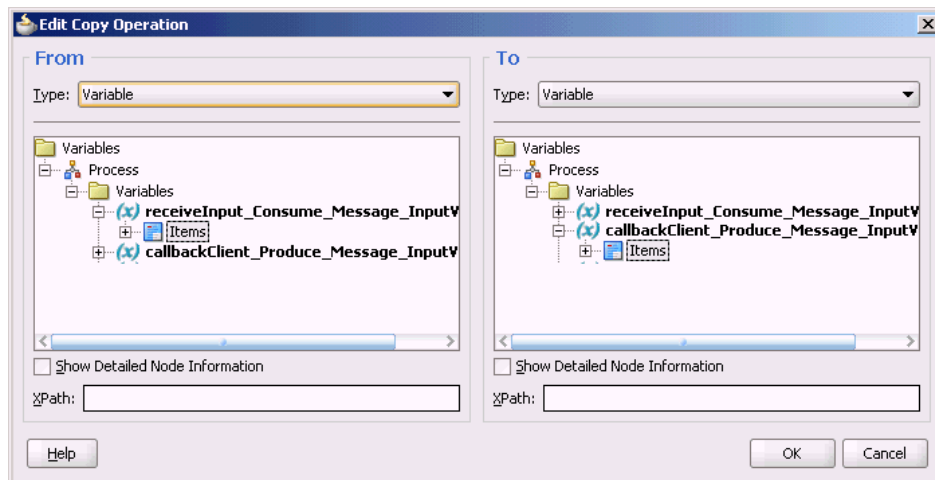 Edit Copy Operation
From
Type: Variable
Variables
Process
Variables
(x) receiveInput_Consume_Message_InputV
Items
(x) callbackClient_Produce_Message_InputV
Show Detailed Node Information
XPath:
To
Type: Variable
Variables
Process
Variables
(x) receiveInput_Consume_Message_InputV
(x) callbackClient_Produce_Message_InputV
Items
Show Detailed Node Information
XPath:
Help
OK
Cancel